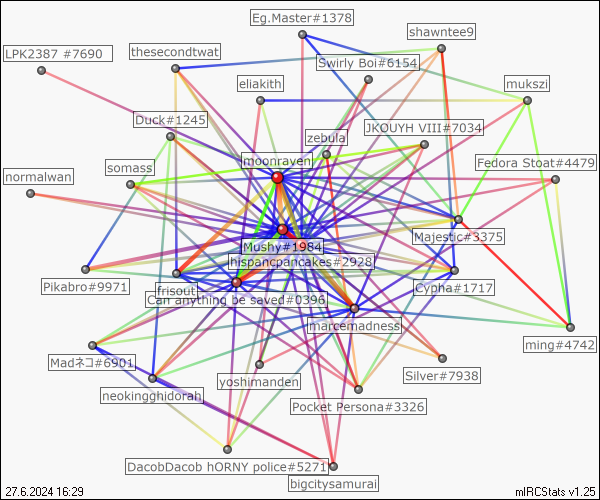 Eg.Master#1378
shawntee9
LPK2387 #7690
thesecondtwat
Swirly Boi#6154
eliakith
mukszi
Duck#1245
JKOUYH VIII#7034
zebula
moonrayen
Fedora Stoat#4479
somass
normalwan
Majestic#3375
Mushy#1984
hispancpancakes#2928
Pikabro#9971
frisout
Cypha#1717
Can anything be saved#0396
marcemadness
ming#4742
Madネコ#6901
Silver#7938
yoshimanden
neokingghidorah
Pocket Persona#3326
DacobDacob hORNY police#5271
bigcitysamurai
27.6.2024 16:29
mIRCStats v1.25